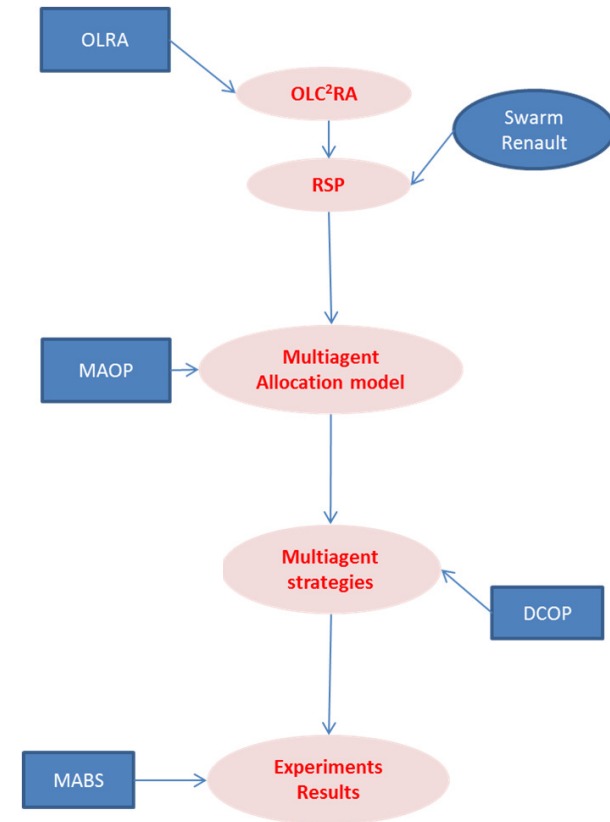 OLRA
OLC²RA
Swarm
Renault
RSP
MAOP
Multiagent
Allocation model
Multiagent
strategies
DCOP
MABS
Experiments
Results